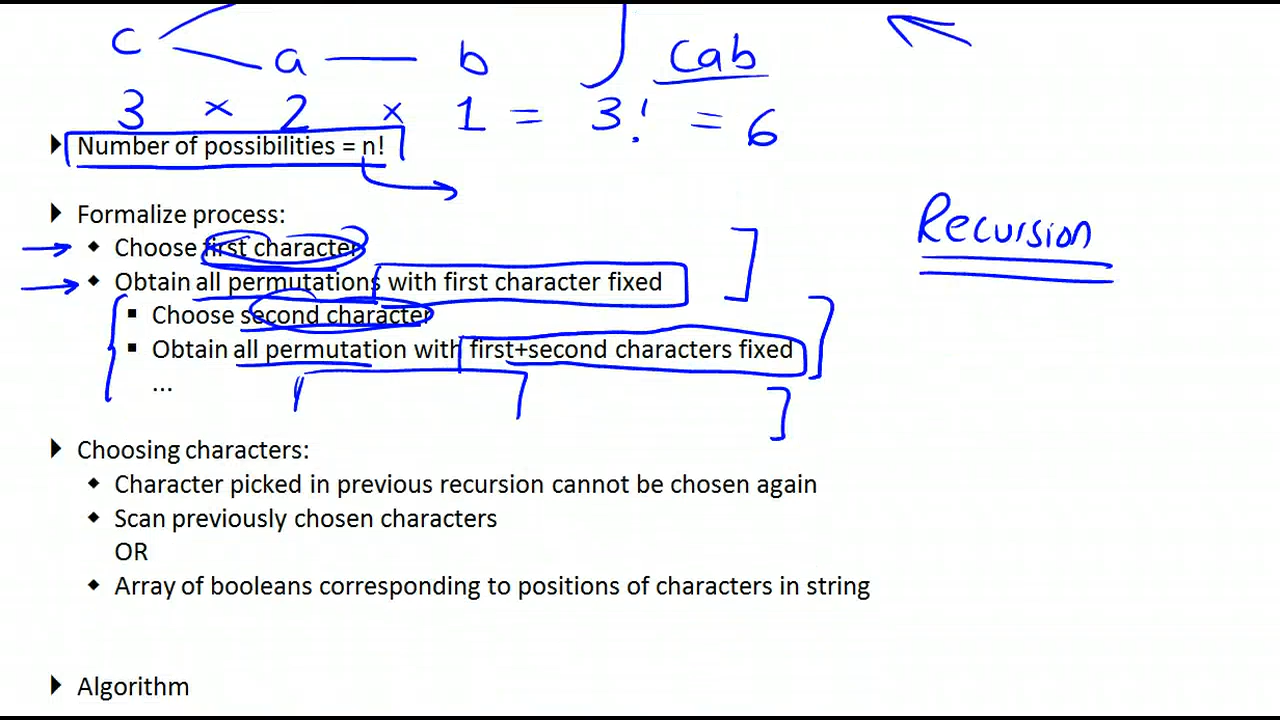 c a b cab
3 × 2 × 1 = 3! = 6
Number of possibilities = n!
Formalize process:
Recursion
Choose first character
Obtain all permutations with first character fixed
Choose second character
Obtain all permutation with first+second characters fixed
...
Choosing characters:
Character picked in previous recursion cannot be chosen again
Scan previously chosen characters
OR
Array of booleans corresponding to positions of characters in string
Algorithm